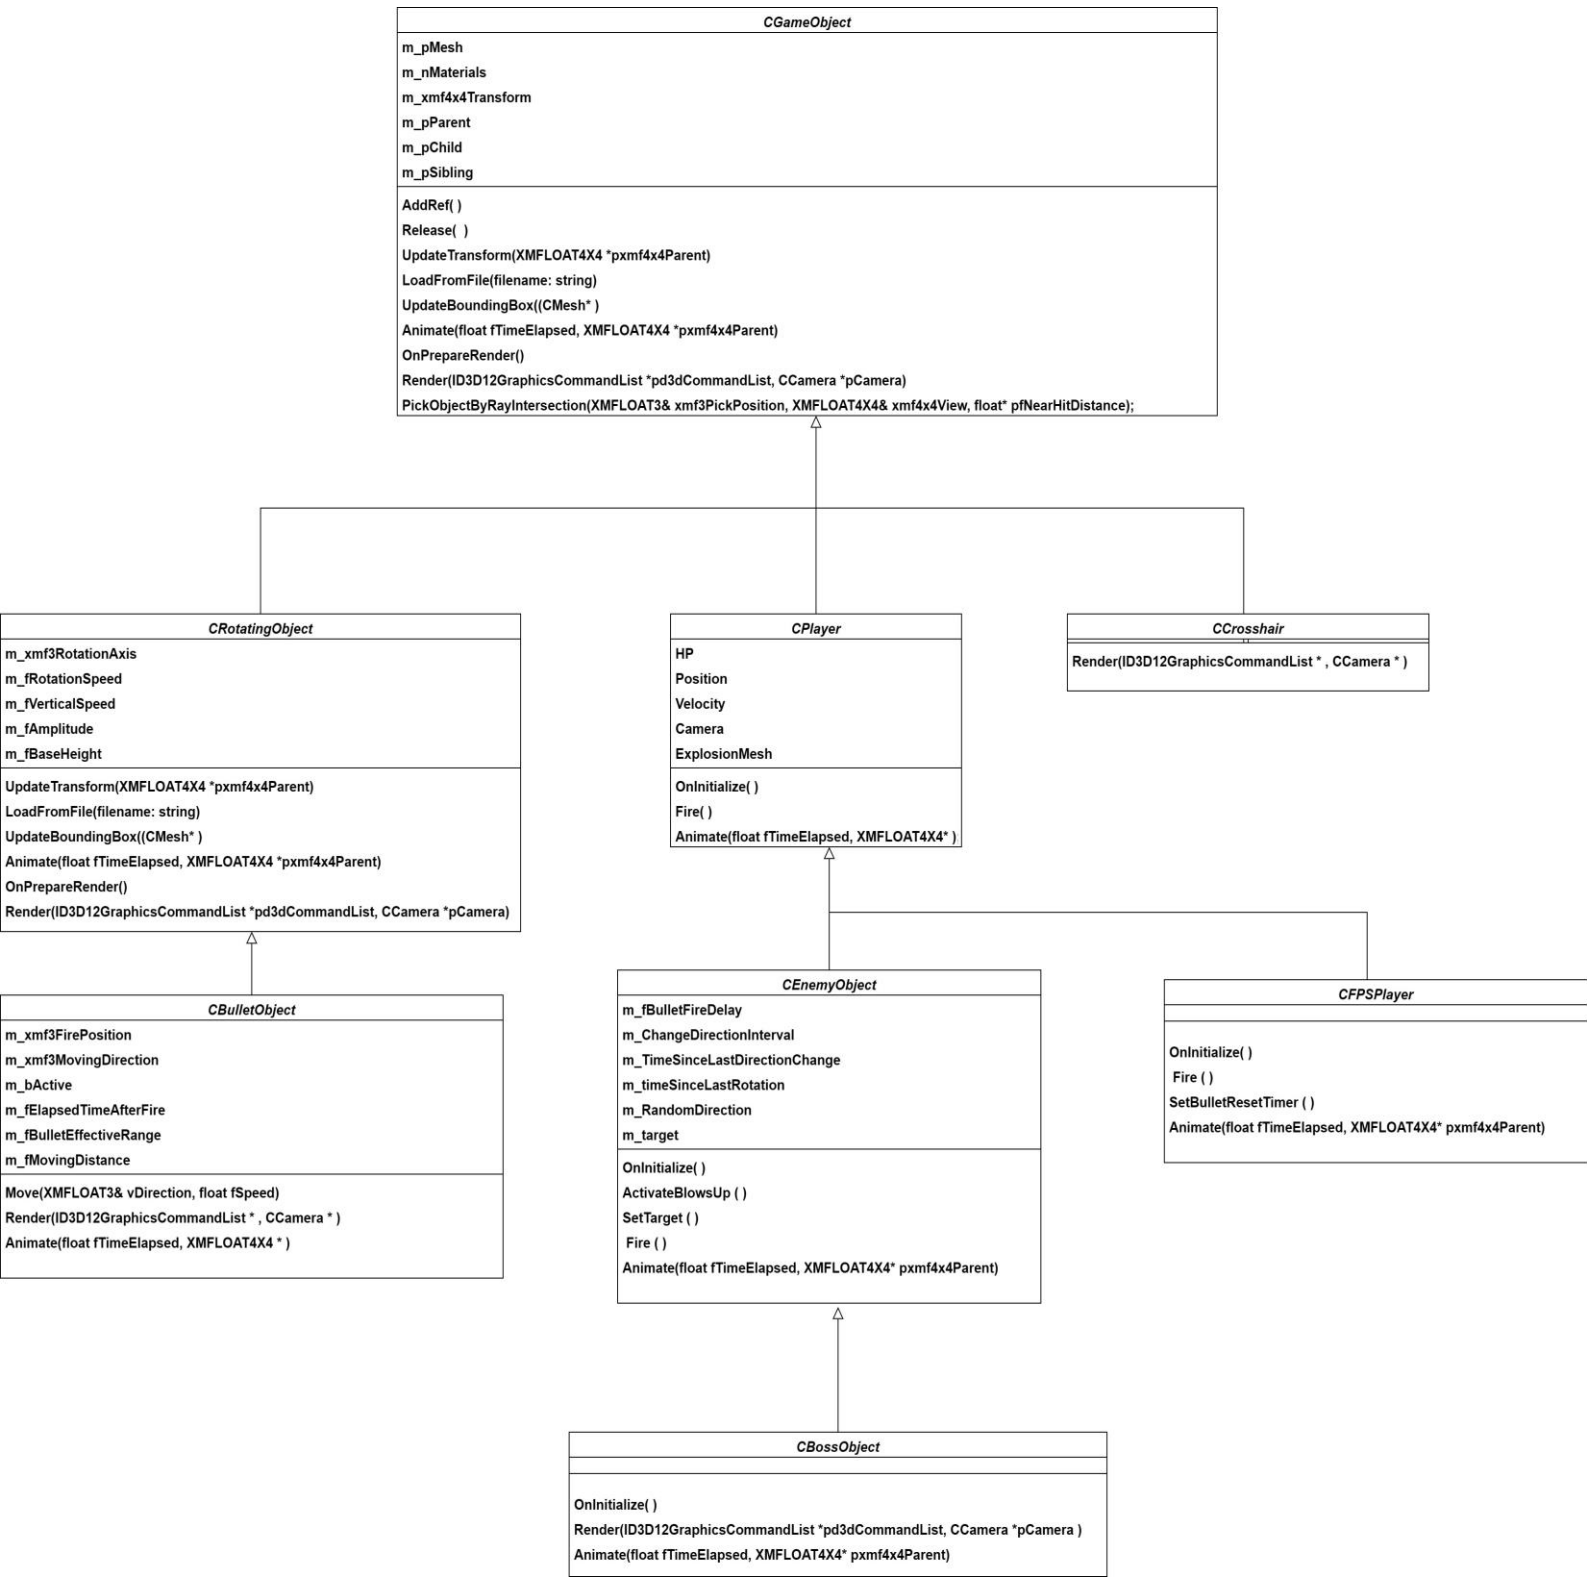 CGameObject
m_pMesh
m_nMaterials
m_xmf4x4Transform
m_pParent
m_pChild
m_pSibling
AddRef( )
Release(  )
UpdateTransform(XMFLOAT4X4 *pxmf4x4Parent)
LoadFromFile(filename: string)
UpdateBoundingBox((CMesh* )
Animate(float fTimeElapsed, XMFLOAT4X4 *pxmf4x4Parent)
OnPrepareRender()
Render(ID3D12GraphicsCommandList *pd3dCommandList, CCamera *pCamera)
PickObjectByRayIntersection(XMFLOAT3& xmf3PickPosition, XMFLOAT4X4& xmf4x4View, float* pfNearHitDistance);
CRotatingObject
m_xmf3RotationAxis
m_fRotationSpeed
m_fVerticalSpeed
m_fAmplitude
m_fBaseHeight
UpdateTransform(XMFLOAT4X4 *pxmf4x4Parent)
LoadFromFile(filename: string)
UpdateBoundingBox((CMesh* )
Animate(float fTimeElapsed, XMFLOAT4X4 *pxmf4x4Parent)
OnPrepareRender()
Render(ID3D12GraphicsCommandList *pd3dCommandList, CCamera *pCamera)
CPlayer
HP
Position
Velocity
Camera
ExplosionMesh
OnInitialize( )
Fire( )
Animate(float fTimeElapsed, XMFLOAT4X4* )
CCrosshair
Render(ID3D12GraphicsCommandList * , CCamera * )
CBulletObject
m_xmf3FirePosition
m_xmf3MovingDirection
m_bActive
m_fElapsedTimeAfterFire
m_fBulletEffectiveRange
m_fMovingDistance
Move(XMFLOAT3& vDirection, float fSpeed)
Render(ID3D12GraphicsCommandList * , CCamera * )
Animate(float fTimeElapsed, XMFLOAT4X4 * )
CEnemyObject
m_fBulletFireDelay
m_ChangeDirectionInterval
m_TimeSinceLastDirectionChange
m_timeSinceLastRotation
m_RandomDirection
m_target
OnInitialize( )
ActivateBlowsUp ( )
SetTarget ( )
Fire ( )
Animate(float fTimeElapsed, XMFLOAT4X4* pxmf4x4Parent)
CFPSPlayer
OnInitialize( )
Fire ( )
SetBulletResetTimer ( )
Animate(float fTimeElapsed, XMFLOAT4X4* pxmf4x4Parent)
CBossObject
OnInitialize( )
Render(ID3D12GraphicsCommandList *pd3dCommandList, CCamera *pCamera )
Animate(float fTimeElapsed, XMFLOAT4X4* pxmf4x4Parent)